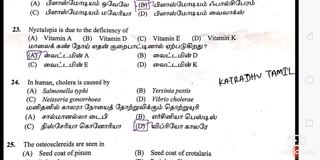 (A) பிளாஸ்மோடியம் ஒவேலே (B) பிளாஸ்மோடியம் ஃபால்சிபேரம்
(C) பிளாஸ்மோடியம் மலேரியா (D) பிளாஸ்மோடியம் வைவாக்ஸ்
23. Nyctalopia is due to the deficiency of
(A) Vitamin A (B) Vitamin D (C) Vitamin E (D) Vitamin K
மாலைக் கண் நோய் எதன் குறைபாட்டினால் ஏற்படுகிறது?
(A) வைட்டமின் A (B) வைட்டமின் D
(C) வைட்டமின் E (D) வைட்டமின் K
KATRADHU TAMIL
24. In human, cholera is caused by
(A) Salmonella typhi (B) Yersinia pestis
(C) Neisseria gonorrhoea (D) Vibrio cholerae
மனிதனில் காலரா நோயைத் தோற்றுவிக்கும் தொற்றுயிரி
(A) சால்மானல்லா டைபி (B) எர்சினியா பெஸ்டிஸ்
(C) நிஸ்ஸேரியா கொனோரியா (D) விப்ரியோ காலரே
25. The osteosclereids are seen in
(A) Seed coat of pisum (B) Seed coat of crotalaria